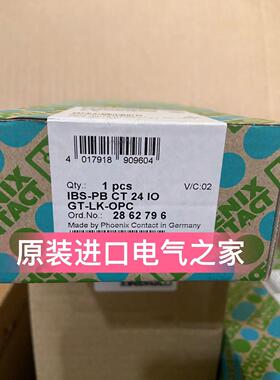 4 017918 909604
Qty.: 1 pcs V/C:02
IBS-PB CT 24 IO
GT-LK-OPC
Ord.No.: 28 62 79 6
Made by Phoenix Contact in Germany
原装进口电气之家